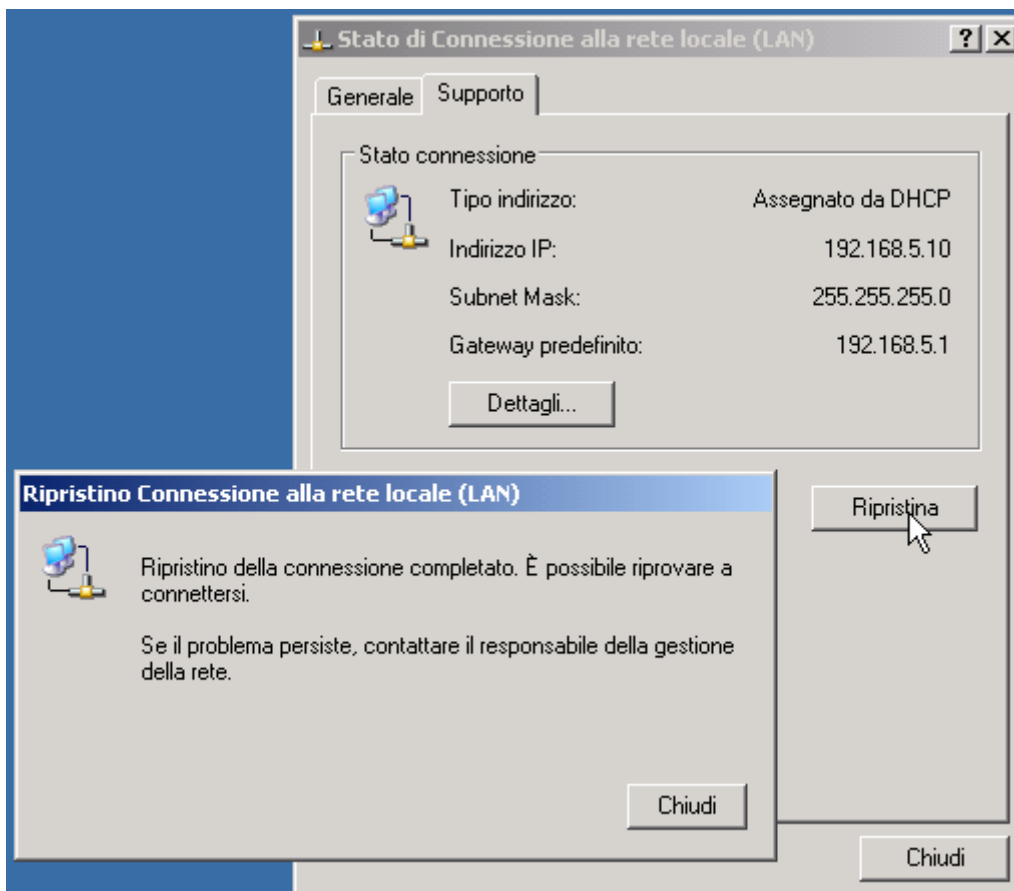 Stato di Connessione alla rete locale (LAN)
Generale
Supporto
Stato connessione
Tipo indirizzo: Assegnato da DHCP
Indirizzo IP: 192.168.5.10
Subnet Mask: 255.255.255.0
Gateway predefinito: 192.168.5.1
Dettagli...
Ripristina
Ripristino Connessione alla rete locale (LAN)
Ripristino della connessione completato. È possibile riprovare a
connettersi.
Se il problema persiste, contattare il responsabile della gestione
della rete.
Chiudi
Chiudi